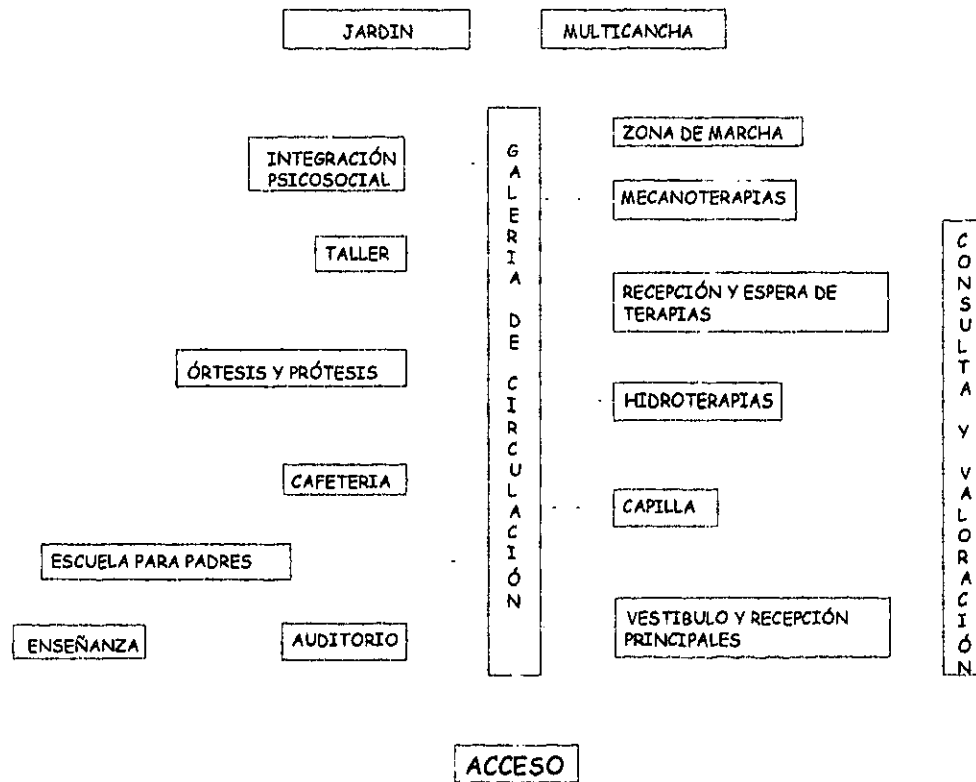 JARDIN
MULTICANCHA
INTEGRACIÓN
PSICOSOCIAL
TALLER
ÓRTESIS Y PRÓTESIS
CAFETERIA
ESCUELA PARA PADRES
ENSEÑANZA
AUDITORIO
GALERIA DE CIRCULACIÓN
ZONA DE MARCHA
MECANOTERAPIAS
RECEPCIÓN Y ESPERA DE
TERAPIAS
HIDROTERAPIAS
CAPILLA
VESTIBULO Y RECEPCIÓN
PRINCIPALES
CONSULTA Y VALORACIÓN
ACCESO